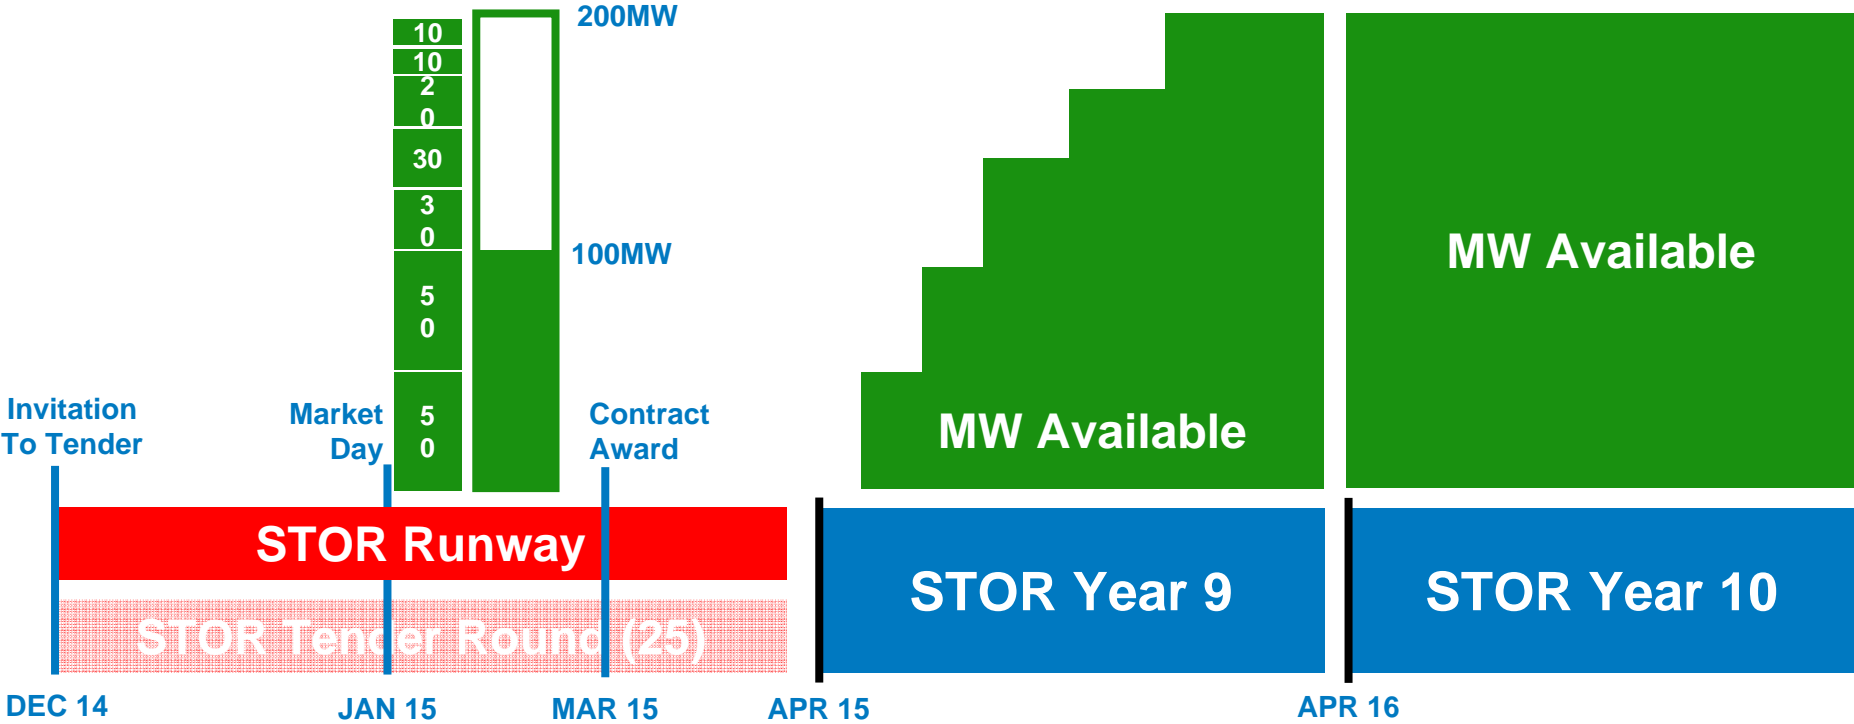 200MW
10
10
2
0
30
3
0
100MW
5
0
5
0
Invitation
To Tender
Market
Day
Contract
Award
MW Available
MW Available
STOR Runway
STOR Tender Round (25)
STOR Year 9
STOR Year 10
DEC 14
JAN 15
MAR 15
APR 15
APR 16